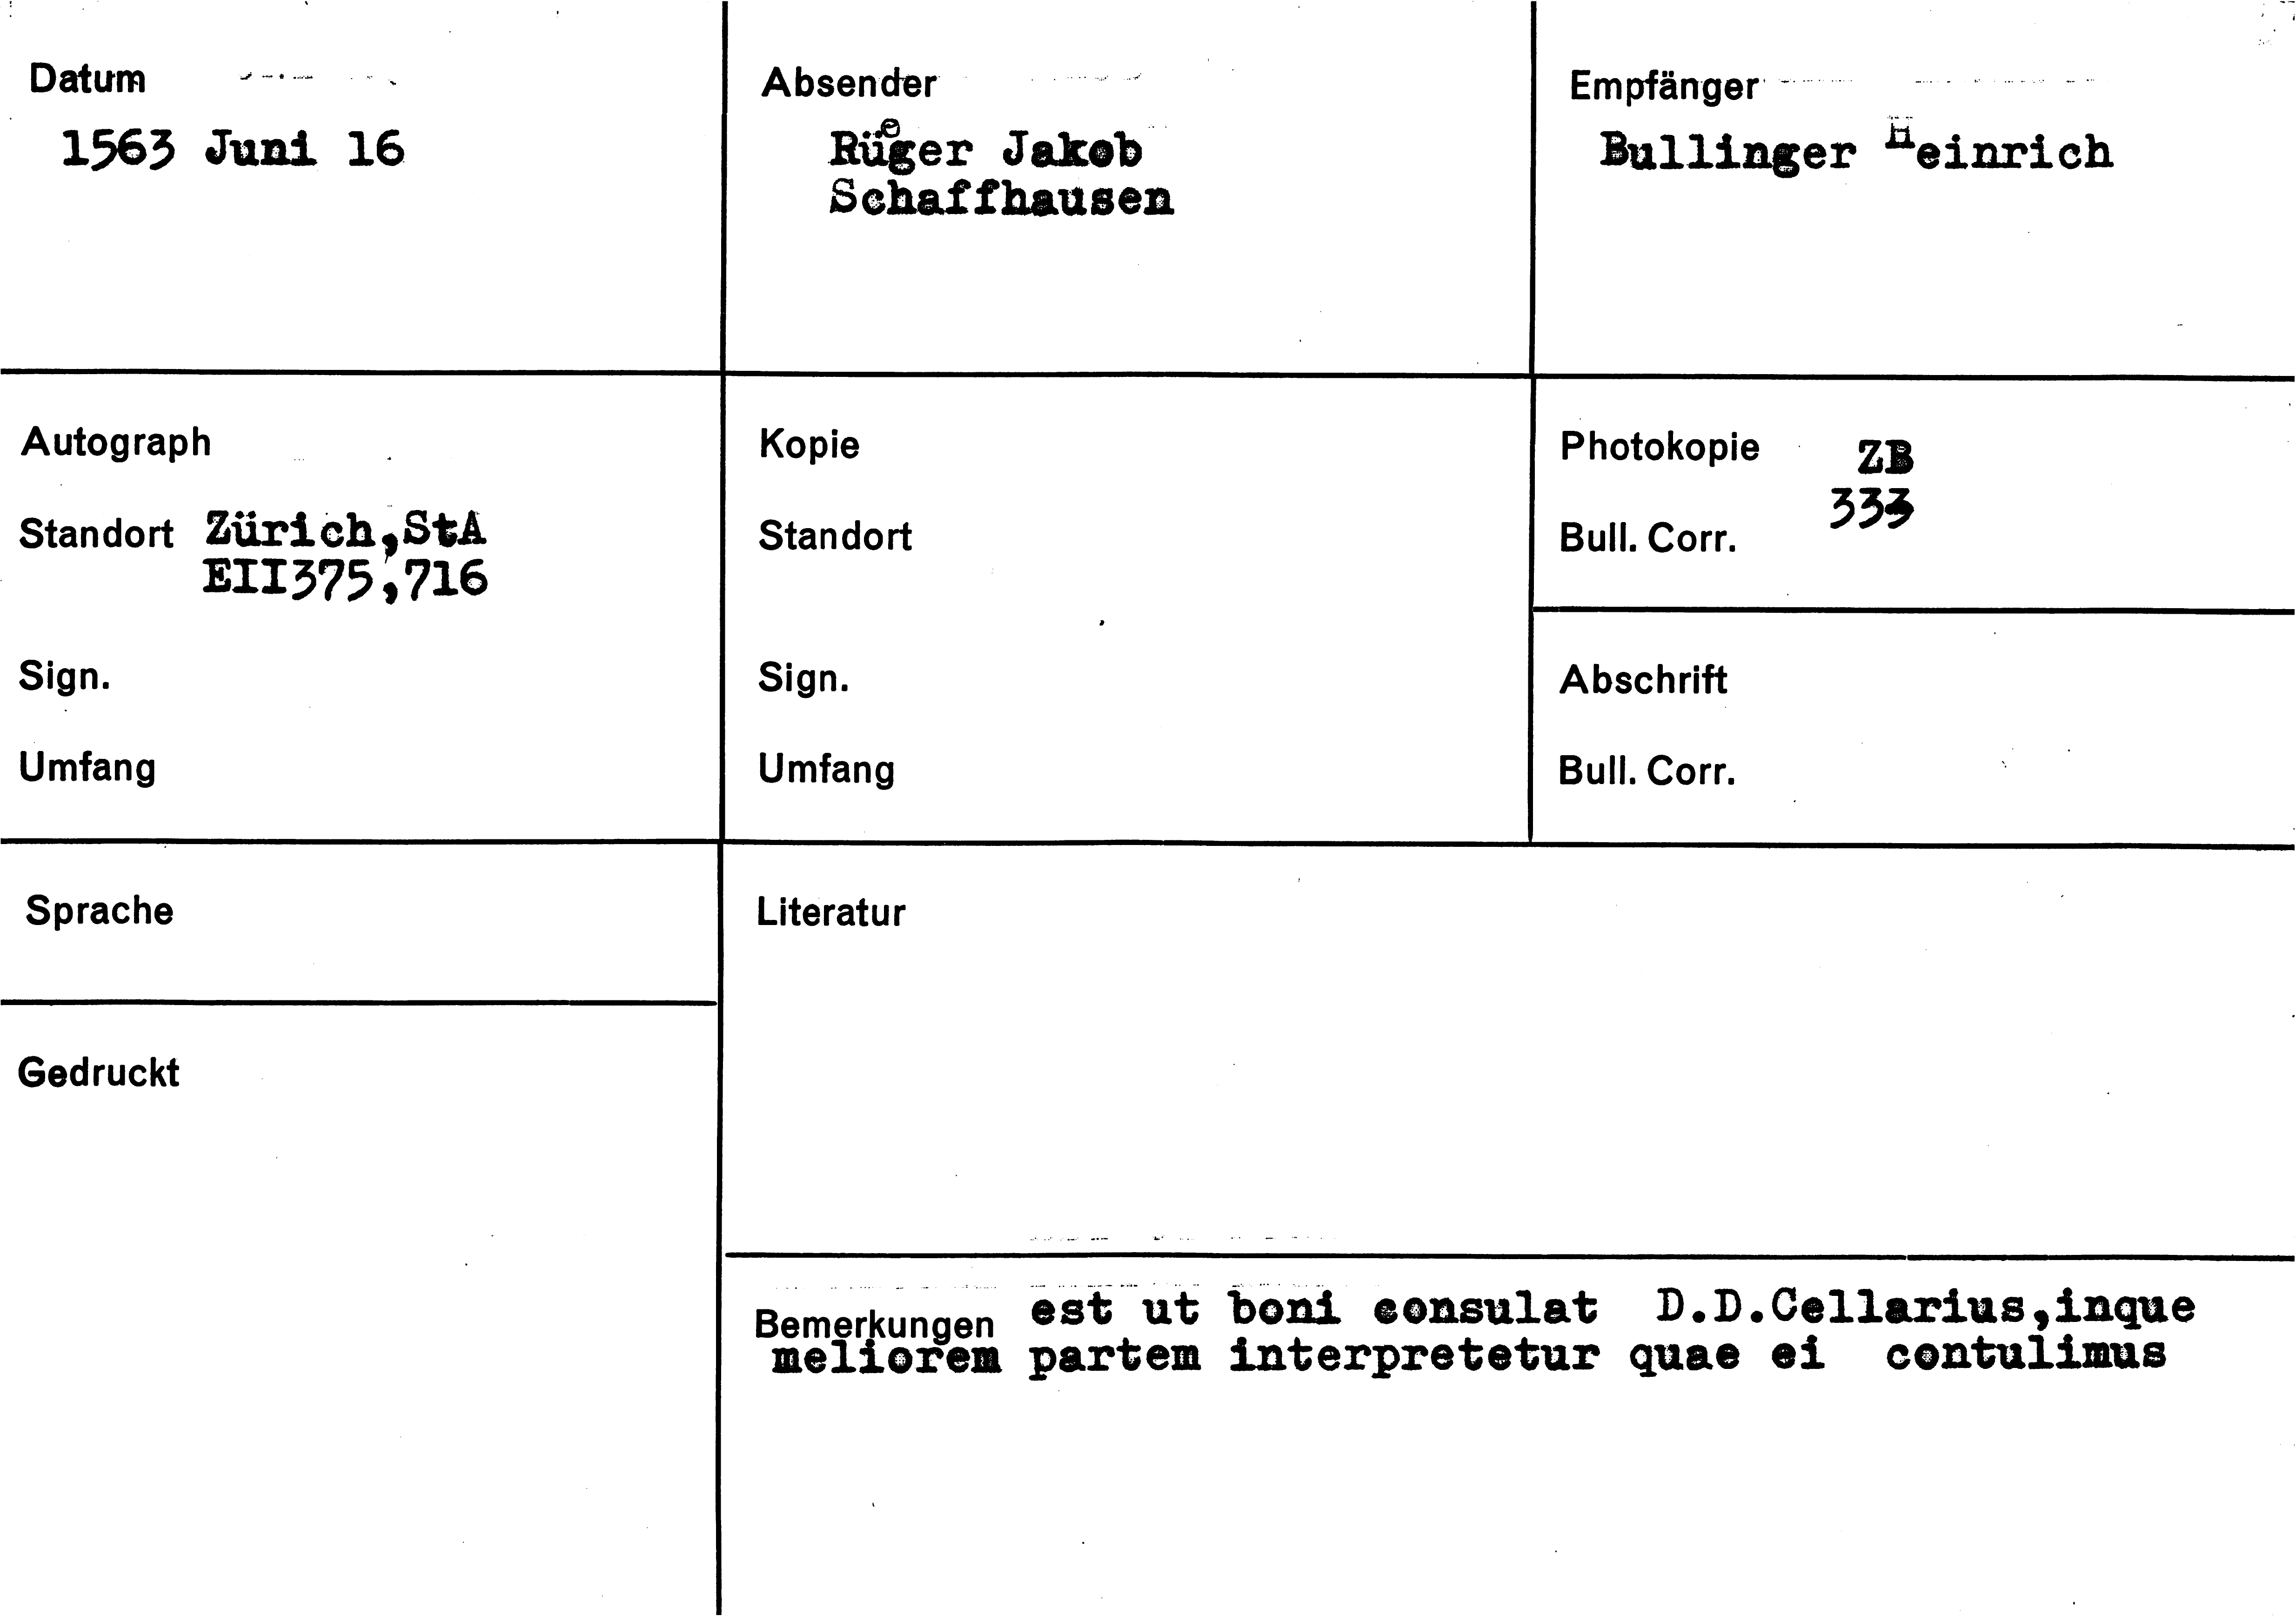 Datum
1563 Juni 16
Absender
Rüeger Jakob
Schaffhausen
Empfänger
Bullinger Heinrich
Autograph
Standort Zürich,StA
EII375,716
Sign.
Umfang
Kopie
Standort
Sign.
Umfang
Photokopie ZB
333
Bull. Corr.
Abschrift
Bull. Corr.
Sprache
Gedruckt
Literatur
Bemerkungen est ut boni consulat D.D.Cellarius,inque
meliorem partem interpretetur quae ei contulimus